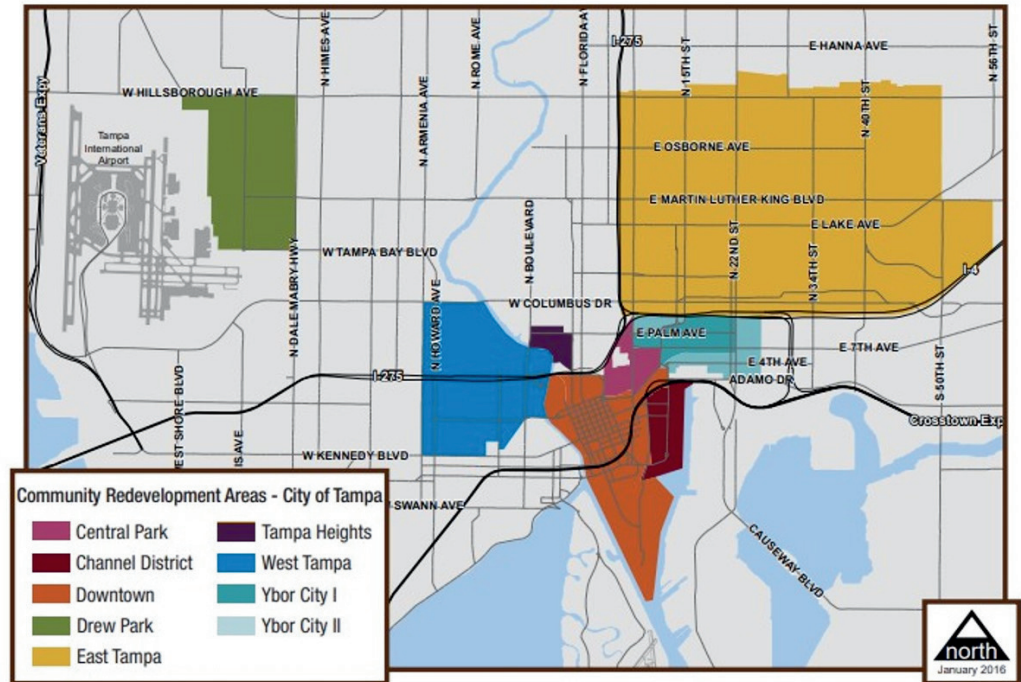 I-275
N FLORIDA AV
N ROME AVE
N HIMES AVE
N 15TH ST
E HANNA AVE
N 56TH ST
Veterans Expy
W HILLSBOROUGH AVE
N ARMENIA AVE
N 40TH ST
Tampa
International
Airport
E OSBORNE AVE
E MARTIN LUTHER KING BLVD
N BOULEVARD
E LAKE AVE
N 22ND ST
N 34TH ST
W TAMPA BAY BLVD
N DALE MABRY HWY
I-4
W COLUMBUS DR
N HOWARD AVE
E PALM AVE
E 7TH AVE
E 4TH AVE
I-275
ADAMO DR
S 50TH ST
EST SHORE BLVD
IS AVE
Crosstown Exp
W KENNEDY BLVD
SWANN AVE
CAUSEWAY BLVD
Community Redevelopment Areas - City of Tampa
Central Park
Channel District
Downtown
Drew Park
East Tampa
Tampa Heights
West Tampa
Ybor City I
Ybor City II
north
January 2016